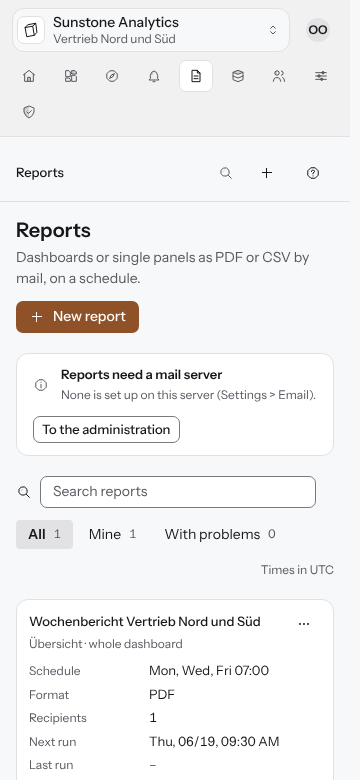 Sunstone Analytics
Vertrieb Nord und Süd
OO
Reports
Reports
Dashboards or single panels as PDF or CSV by
mail, on a schedule.
New report
Reports need a mail server
None is set up on this server (Settings > Email).
To the administration
Search reports
All 1 Mine 1 With problems 0
Times in UTC
Wochenbericht Vertrieb Nord und Süd
Übersicht · whole dashboard
Schedule Mon, Wed, Fri 07:00
Format PDF
Recipients 1
Next run Thu, 06/19, 09:30 AM
Last run –